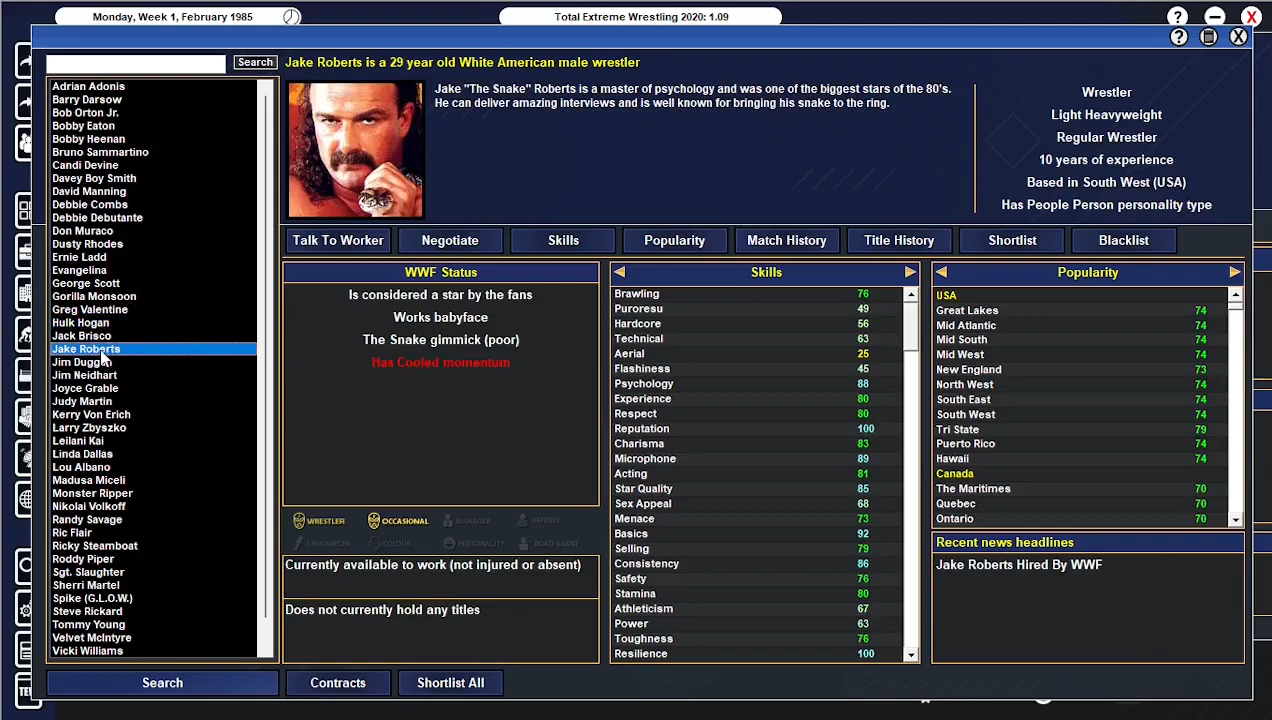 Monday, Week 1, February 1985
Total Extreme Wrestling 2020: 1.09
Search
Jake Roberts is a 29 year old White American male wrestler
Adrian Adonis
Barry Darsow
Bob Orton Jr.
Bobby Eaton
Bobby Heenan
Bruno Sammartino
Candi Devine
Davey Boy Smith
David Manning
Debbie Combs
Debbie Debutante
Don Muraco
Dusty Rhodes
Ernie Ladd
Evangelina
George Scott
Gorilla Monsoon
Greg Valentine
Hulk Hogan
Jack Brisco
Jake Roberts
Jim Duggan
Jim Neidhart
Joyce Grable
Judy Martin
Kerry Von Erich
Larry Zbyszko
Leilani Kai
Linda Dallas
Lou Albano
Madusa Miceli
Monster Ripper
Nikolai Volkoff
Randy Savage
Ric Flair
Ricky Steamboat
Roddy Piper
Sgt. Slaughter
Sherri Martel
Spike (G.L.O.W.)
Steve Rickard
Tommy Young
Velvet McIntyre
Vicki Williams
Jake "The Snake" Roberts is a master of psychology and was one of the biggest stars of the 80's.
He can deliver amazing interviews and is well known for bringing his snake to the ring.
Wrestler
Light Heavyweight
Regular Wrestler
10 years of experience
Based in South West (USA)
Has People Person personality type
Talk To Worker
Negotiate
Skills
Popularity
Match History
Title History
Shortlist
Blacklist
WWF Status
Is considered a star by the fans
Works babyface
The Snake gimmick (poor)
Has Cooled momentum
WRESTLER OCCASIONAL MANAGER REFEREE
ANNOUNCER COLOUR PERSONALITY ROAD AGENT
Currently available to work (not injured or absent)
Does not currently hold any titles
Skills
Brawling 76
Puroresu 49
Hardcore 56
Technical 63
Aerial 25
Flashiness 45
Psychology 88
Experience 80
Respect 80
Reputation 100
Charisma 83
Microphone 89
Acting 81
Star Quality 85
Sex Appeal 68
Menace 73
Basics 92
Selling 79
Consistency 86
Safety 76
Stamina 80
Athleticism 67
Power 63
Toughness 76
Resilience 100
Popularity
USA
Great Lakes 74
Mid Atlantic 74
Mid South 74
Mid West 74
New England 73
North West 74
South East 74
South West 74
Tri State 79
Puerto Rico 74
Hawaii 74
Canada
The Maritimes 70
Quebec 70
Ontario 70
Recent news headlines
Jake Roberts Hired By WWF
Search
Contracts
Shortlist All